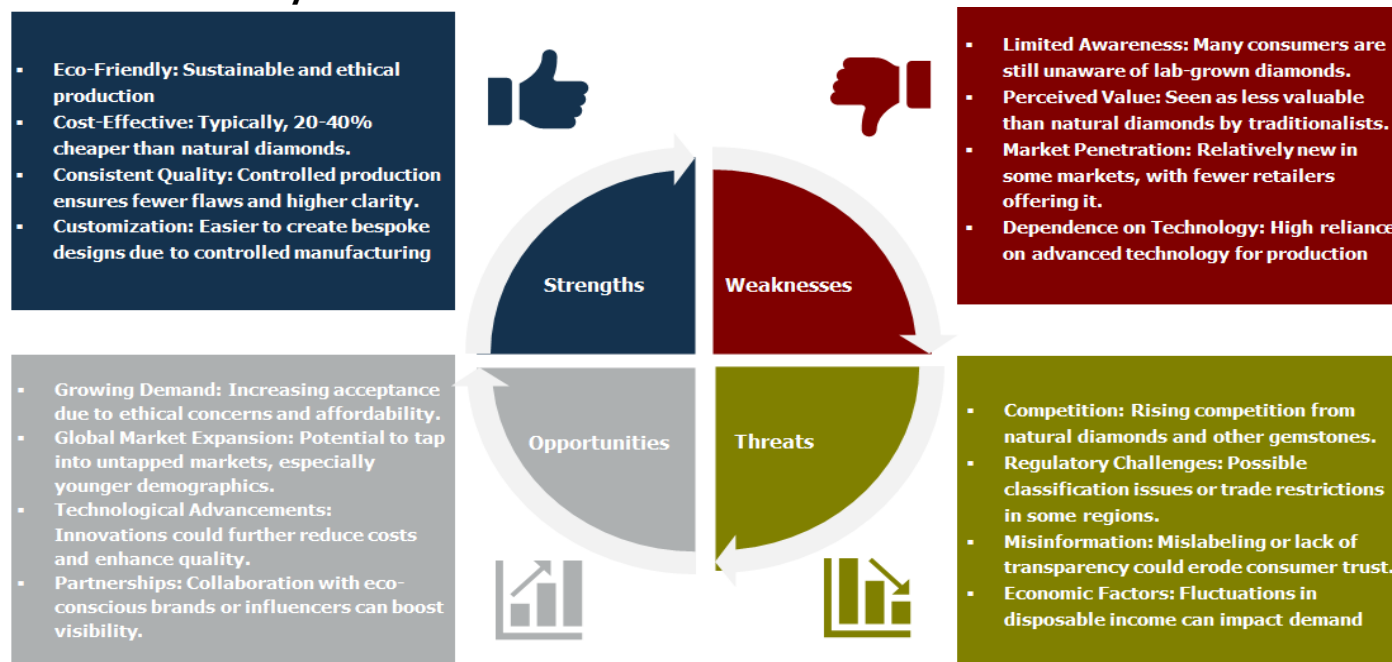 ▪ Eco-Friendly: Sustainable and ethical
production
▪ Cost-Effective: Typically, 20-40%
cheaper than natural diamonds.
▪ Consistent Quality: Controlled production
ensures fewer flaws and higher clarity.
▪ Customization: Easier to create bespoke
designs due to controlled manufacturing
▪ Limited Awareness: Many consumers are
still unaware of lab-grown diamonds.
▪ Perceived Value: Seen as less valuable
than natural diamonds by traditionalists.
▪ Market Penetration: Relatively new in
some markets, with fewer retailers
offering it.
▪ Dependence on Technology: High reliance
on advanced technology for production
Strengths
Weaknesses
Opportunities
Threats
▪ Growing Demand: Increasing acceptance
due to ethical concerns and affordability.
▪ Global Market Expansion: Potential to tap
into untapped markets, especially
younger demographics.
▪ Technological Advancements:
Innovations could further reduce costs
and enhance quality.
▪ Partnerships: Collaboration with eco-
conscious brands or influencers can boost
visibility.
▪ Competition: Rising competition from
natural diamonds and other gemstones.
▪ Regulatory Challenges: Possible
classification issues or trade restrictions
in some regions.
▪ Misinformation: Mislabeling or lack of
transparency could erode consumer trust.
▪ Economic Factors: Fluctuations in
disposable income can impact demand